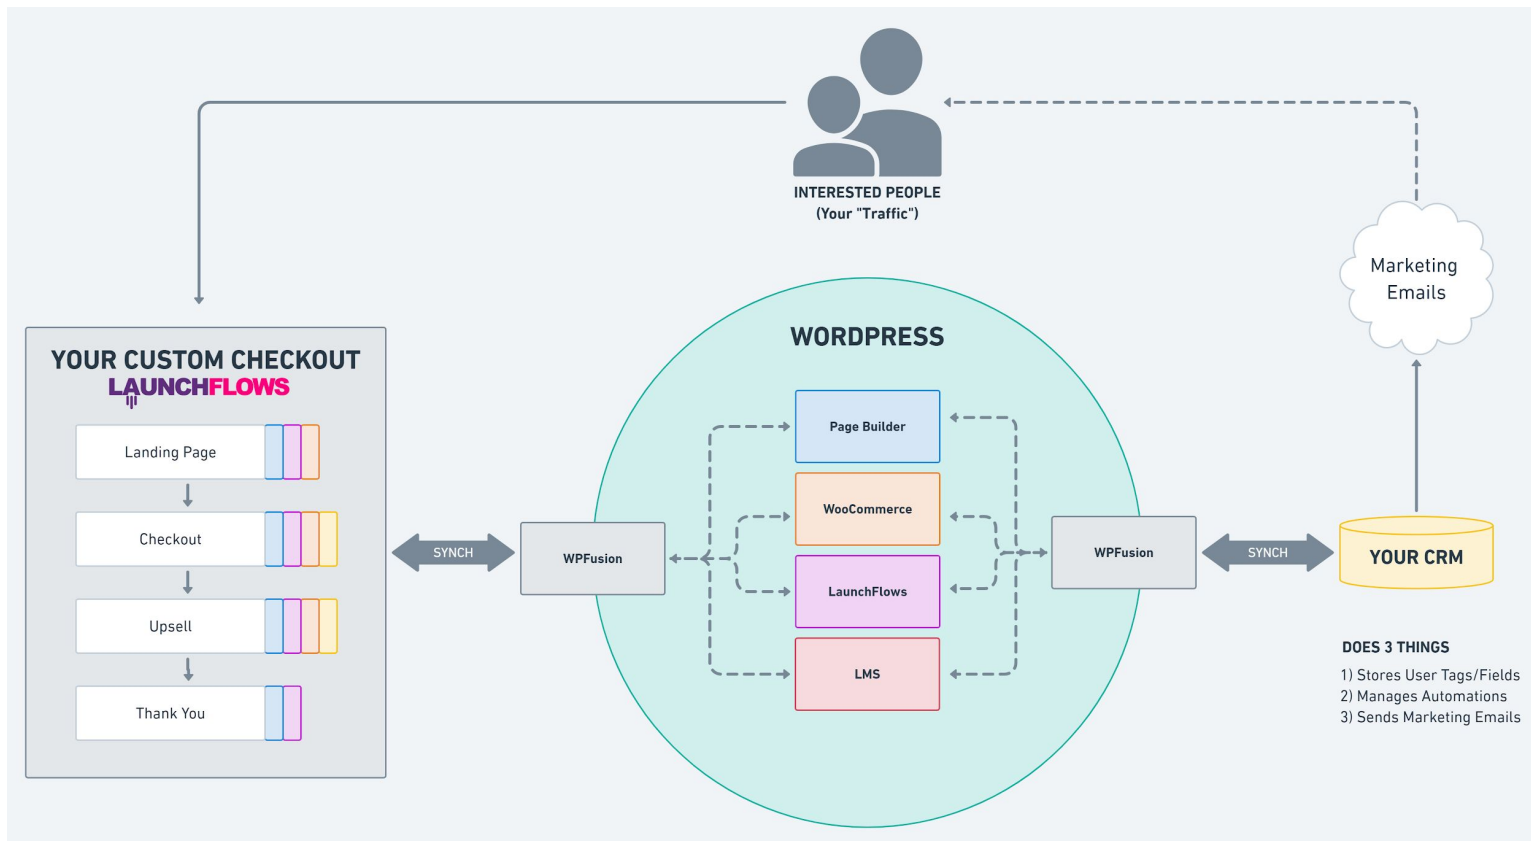 INTERESTED PEOPLE
(Your "Traffic")
Marketing
Emails
YOUR CUSTOM CHECKOUT
LAUNCHFLOWS
Landing Page
Checkout
Upsell
Thank You
SYNCH
WPFusion
WORDPRESS
Page Builder
WooCommerce
LaunchFlows
LMS
WPFusion
SYNCH
YOUR CRM
DOES 3 THINGS
1) Stores User Tags/Fields
2) Manages Automations
3) Sends Marketing Emails